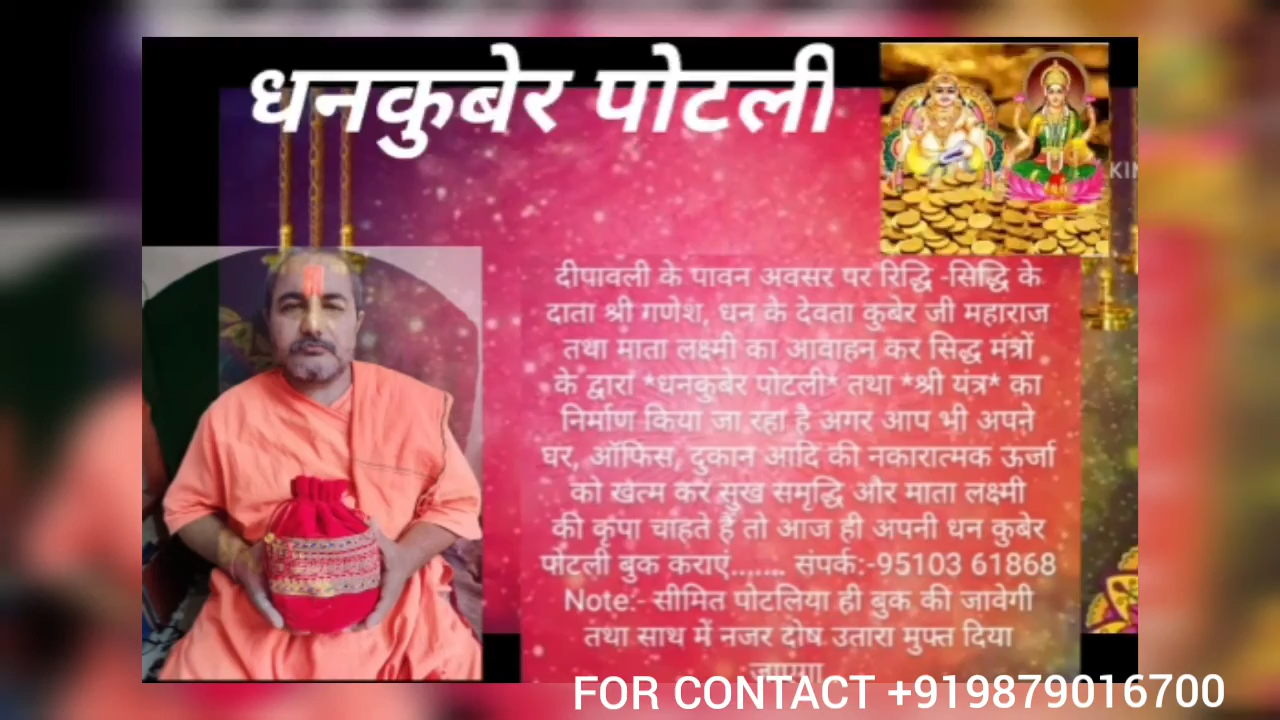 धनकुबेर पोटली
KIN
दीपावली के पावन अवसर पर रिद्धि -सिद्धि के
दाता श्री गणेश, धन के देवता कुबेर जी महाराज
तथा माता लक्ष्मी का आवाहन कर सिद्ध मंत्रों
के द्वारा *धनकुबेर पोटली* तथा *श्री यंत्र* का
निर्माण किया जा रहा है अगर आप भी अपने
घर, ऑफिस, दुकान आदि की नकारात्मक ऊर्जा
को खत्म कर सुख समृद्धि और माता लक्ष्मी
की कृपा चाहते हैं तो आज ही अपनी धन कुबेर
पोटली बुक कराएं....... संपर्क:-95103 61868
Note:- सीमित पोटलिया ही बुक की जावेगी
तथा साथ में नजर दोष उतारा मुफ्त दिया
जाएगा
FOR CONTACT +919879016700